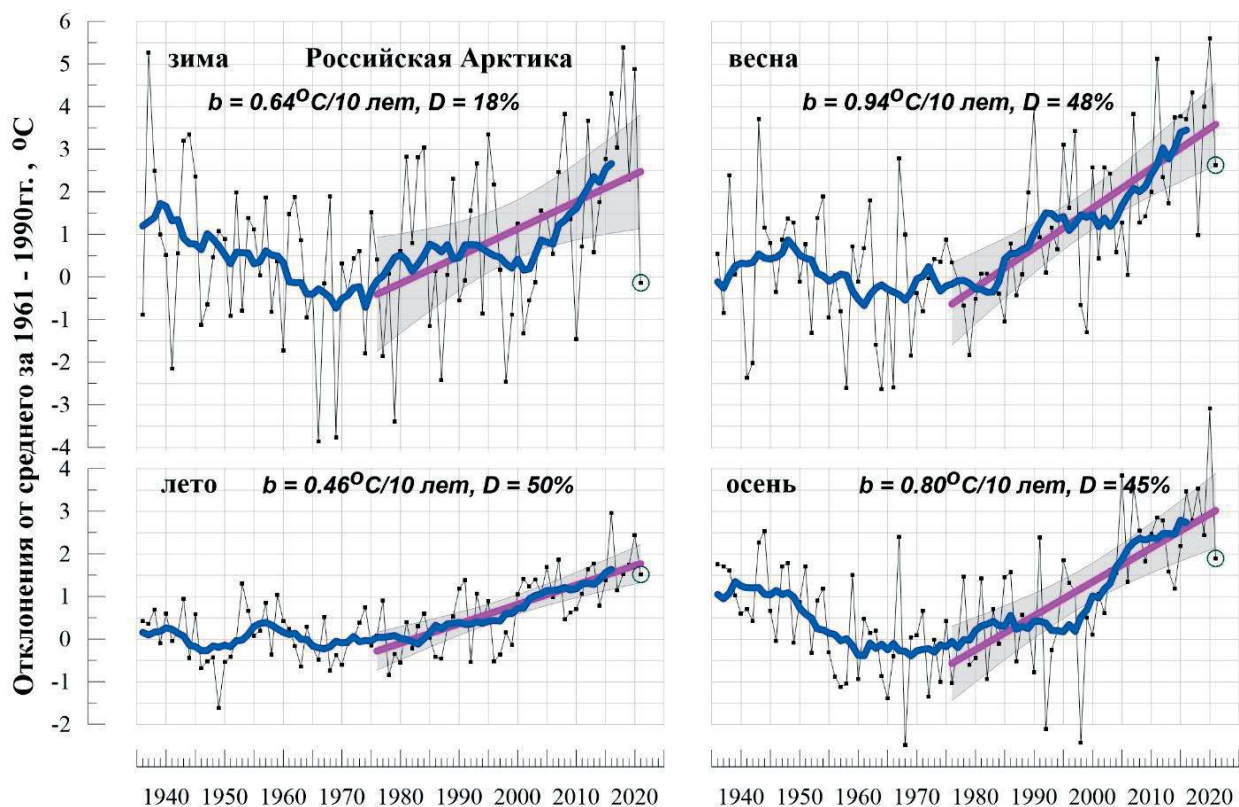 Отклонения от среднего за 1961 - 1990гг. , ºС
6
5
4
3
2
1
0
-1
-2
-3
-4
4
3
2
1
0
-1
-2
зима Российская Арктика
b = 0.64ºC/10 лет, D = 18%
весна
b = 0.94ºC/10 лет, D = 48%
лето b = 0.46ºC/10 лет, D = 50%
осень b = 0.80ºC/10 лет, D = 45%
1940 1950 1960 1970 1980 1990 2000 2010 2020
1940 1950 1960 1970 1980 1990 2000 2010 2020